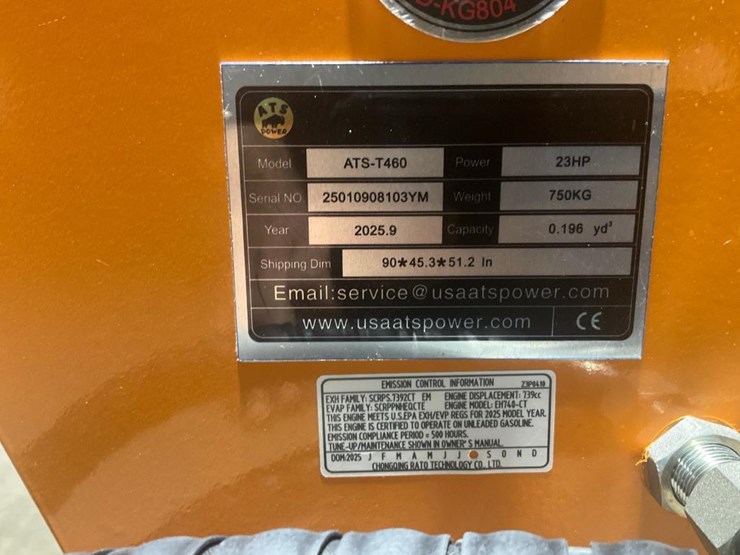 D-KG804
ATS
POWER
Model ATS-T460 Power 23HP
Serial NO 25010908103YM Weight 750KG
Year 2025.9 Capacity 0.196 yd³
Shipping Dim 90*45.3*51.2 In
Email:service@usaatspower.com
www.usaatspower.com CE
EMISSION CONTROL INFORMATION Z3P0410
EXH FAMILY: SCRPS.7392CT EM ENGINE DISPLACEMENT: 739cc
EVAP FAMILY: SCRPPNHEQCTE ENGINE MODEL: EH740-CT
THIS ENGINE MEETS U.S.EPA EXH/EVP REGS FOR 2025 MODEL YEAR.
THIS ENGINE IS CERTIFIED TO OPERATE ON UNLEADED GASOLINE.
EMISSION COMPLIANCE PERIOD = 500 HOURS.
TUNE-UP/MAINTENANCE SHOWN IN OWNER'S MANUAL.
DOM:2025 J F M A M J J S O N D
CHONGQING RATO TECHNOLOGY CO. LTD.